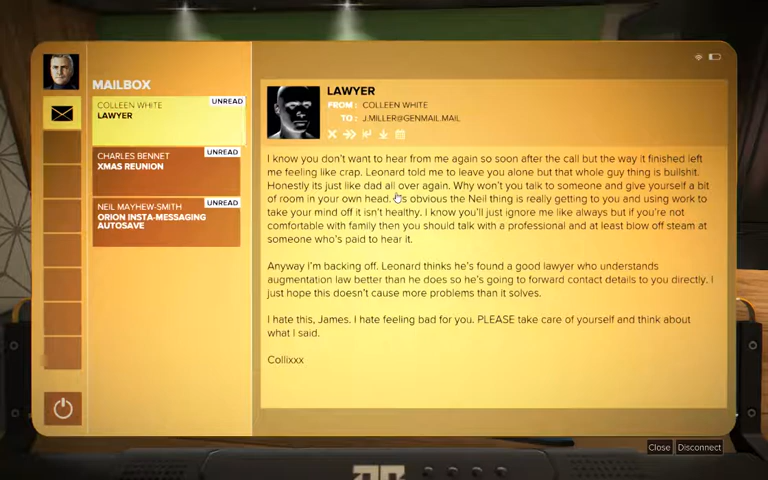 MAILBOX
COLLEEN WHITE
UNREAD
LAWYER
CHARLES BENNET
UNREAD
XMAS REUNION
NEIL MAYHEW-SMITH
UNREAD
ORION INSTA-MESSAGING
AUTOSAVE
LAWYER
FROM : COLLEEN WHITE
TO : J.MILLER@GENMAIL.MAIL
I know you don't want to hear from me again so soon after the call but the way it finished left
me feeling like crap. Leonard told me to leave you alone but that whole guy thing is bullshit.
Honestly its just like dad all over again. Why won't you talk to someone and give yourself a bit
of room in your own head. It's obvious the Neil thing is really getting to you and using work to
take your mind off it isn't healthy. I know you'll just ignore me like always but if you're not
comfortable with family then you should talk with a professional and at least blow off steam at
someone who's paid to hear it.
Anyway I'm backing off. Leonard thinks he's found a good lawyer who understands
augmentation law better than he does so he's going to forward contact details to you directly. I
just hope this doesn't cause more problems than it solves.
I hate this, James. I hate feeling bad for you. PLEASE take care of yourself and think about
what I said.
Collixxx
Close
Disconnect